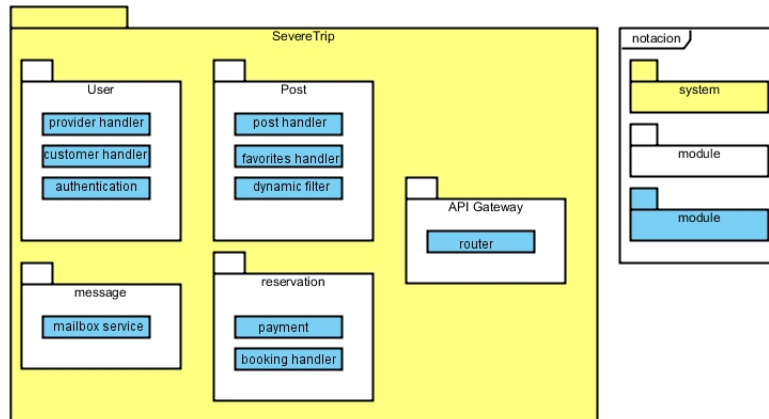 SevereTrip
User
provider handler
customer handler
authentication
Post
post handler
favorites handler
dynamic filter
API Gateway
router
message
mailbox service
reservation
payment
booking handler
notacion
system
module
module